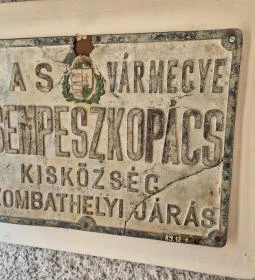 AS VÁRMEGYE
SEMPESZKOPÁCS
KISKÖZSÉG
ZOMBATHELYI JÁRÁS